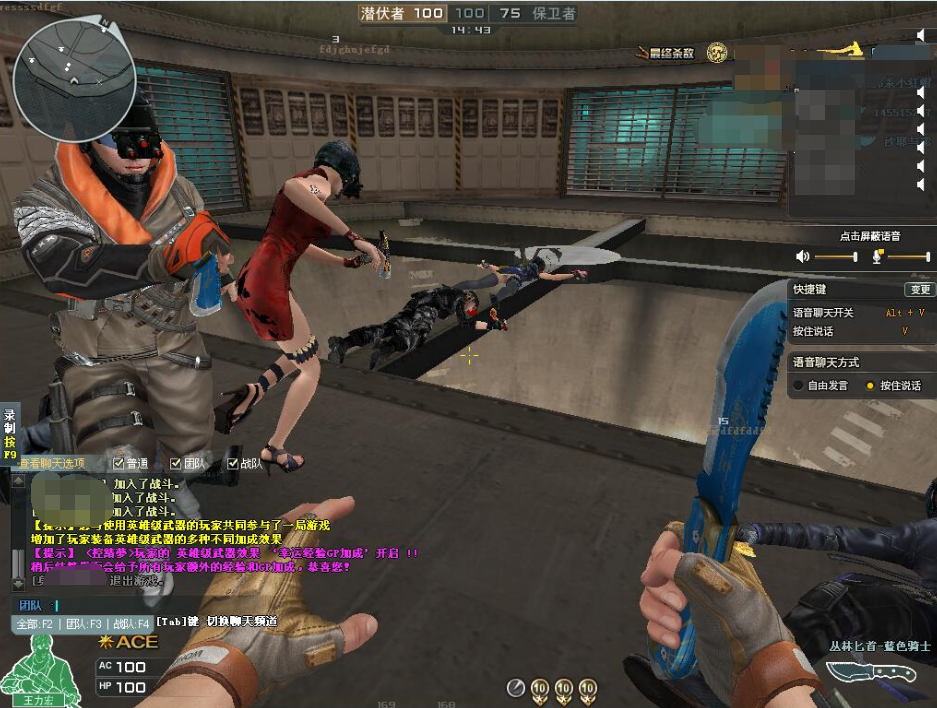 ressssdfgf
潜伏者 100 100 75 保卫者
14:43
3
fdjghnjefgd
最终杀敌
N
点击屏蔽语音
快捷键 变更
语音聊天开关 Alt + V
按住说话 V
语音聊天方式
自由发言 按住说话
15
录制按F9
查看聊天选项 普通 团队 战队
加入了战斗。
加入了战斗。
加入了战斗。
使用英雄级武器的玩家共同参与了一局游戏
增加了玩家装备英雄级武器的多种不同加成效果
【提示】 玩家的 英雄级武器效果 '幸运经验GP加成' 开启 !!
会给予所有玩家额外的经验和GP加成，恭喜您!
退出游戏.
团队 :
全部:F2 | 团队:F3 | 战队:F4 [Tab]键 切换聊天频道
ACE
AC 100
HP 100
王力宏
169 168
10 10 10
丛林匕首-蓝色骑士